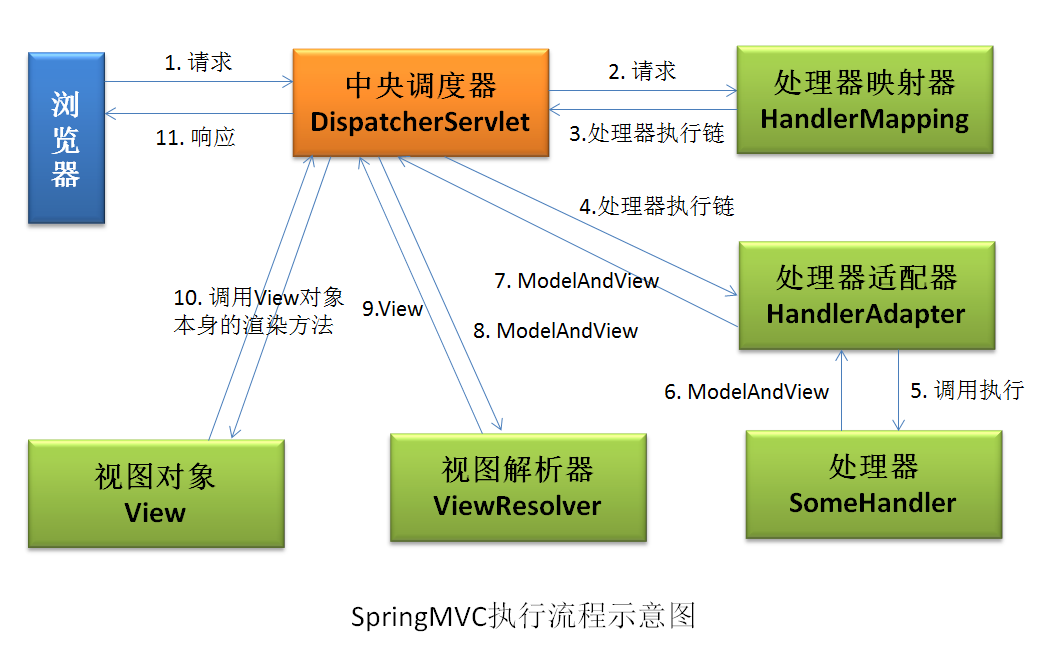 浏览器
1. 请求
11. 响应
中央调度器
DispatcherServlet
2. 请求
3.处理器执行链
处理器映射器
HandlerMapping
4.处理器执行链
7. ModelAndView
处理器适配器
HandlerAdapter
10. 调用View对象
本身的渲染方法
9.View
8. ModelAndView
6. ModelAndView
5. 调用执行
视图对象
View
视图解析器
ViewResolver
处理器
SomeHandler
SpringMVC执行流程示意图